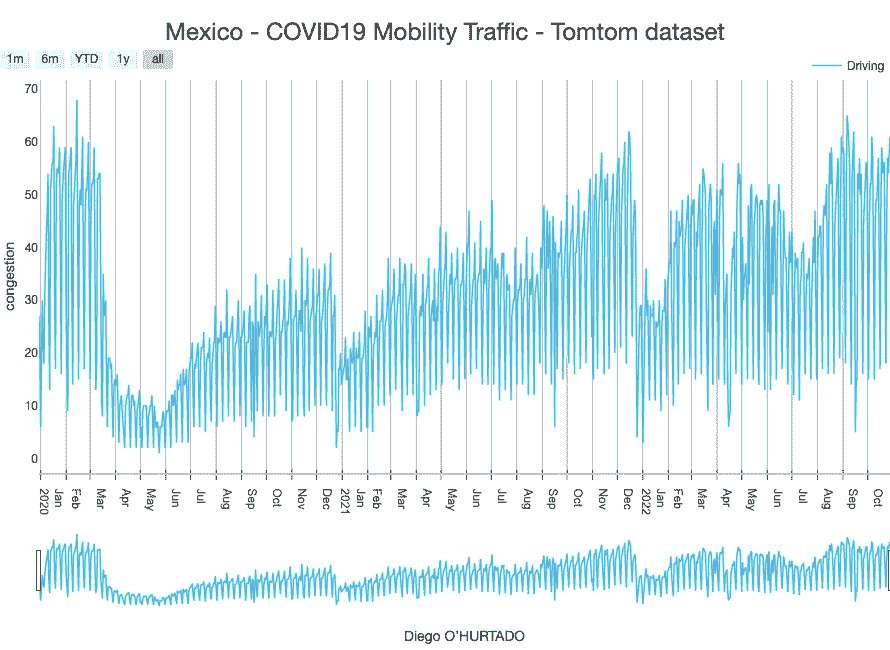 Mexico - COVID19 Mobility Traffic - Tomtom dataset
1m 6m YTD 1y all
Driving
70
60
50
40
30
20
10
0
congestion
2020 Jan Feb Mar Apr May Jun Jul Aug Sep Oct Nov Dec 2021 Jan Feb Mar Apr May Jun Jul Aug Sep Oct Nov Dec 2022 Jan Feb Mar Apr May Jun Jul Aug Sep Oct
Diego O'HURTADO